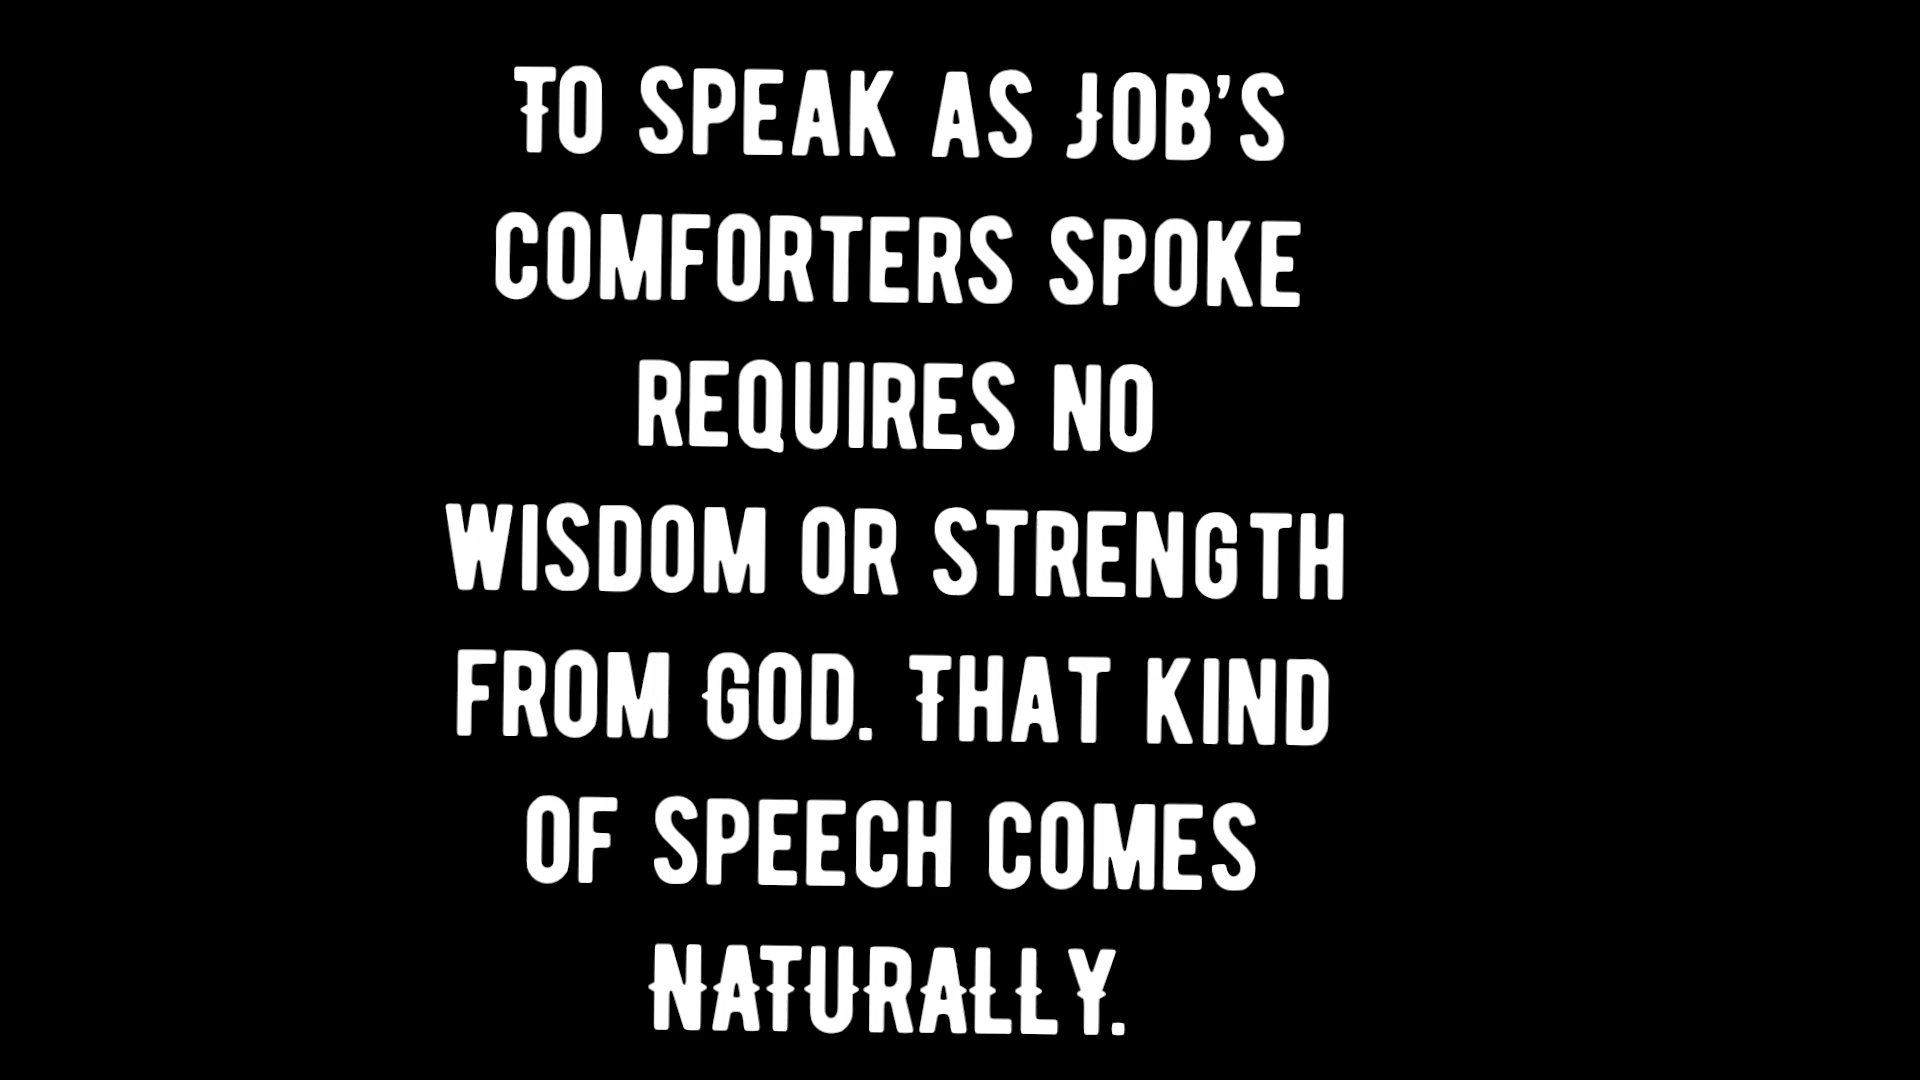 TO SPEAK AS JOB’S
COMFORTERS SPOKE
REQUIRES NO
WISDOM OR STRENGTH
FROM GOD. THAT KIND
OF SPEECH COMES
NATURALLY.